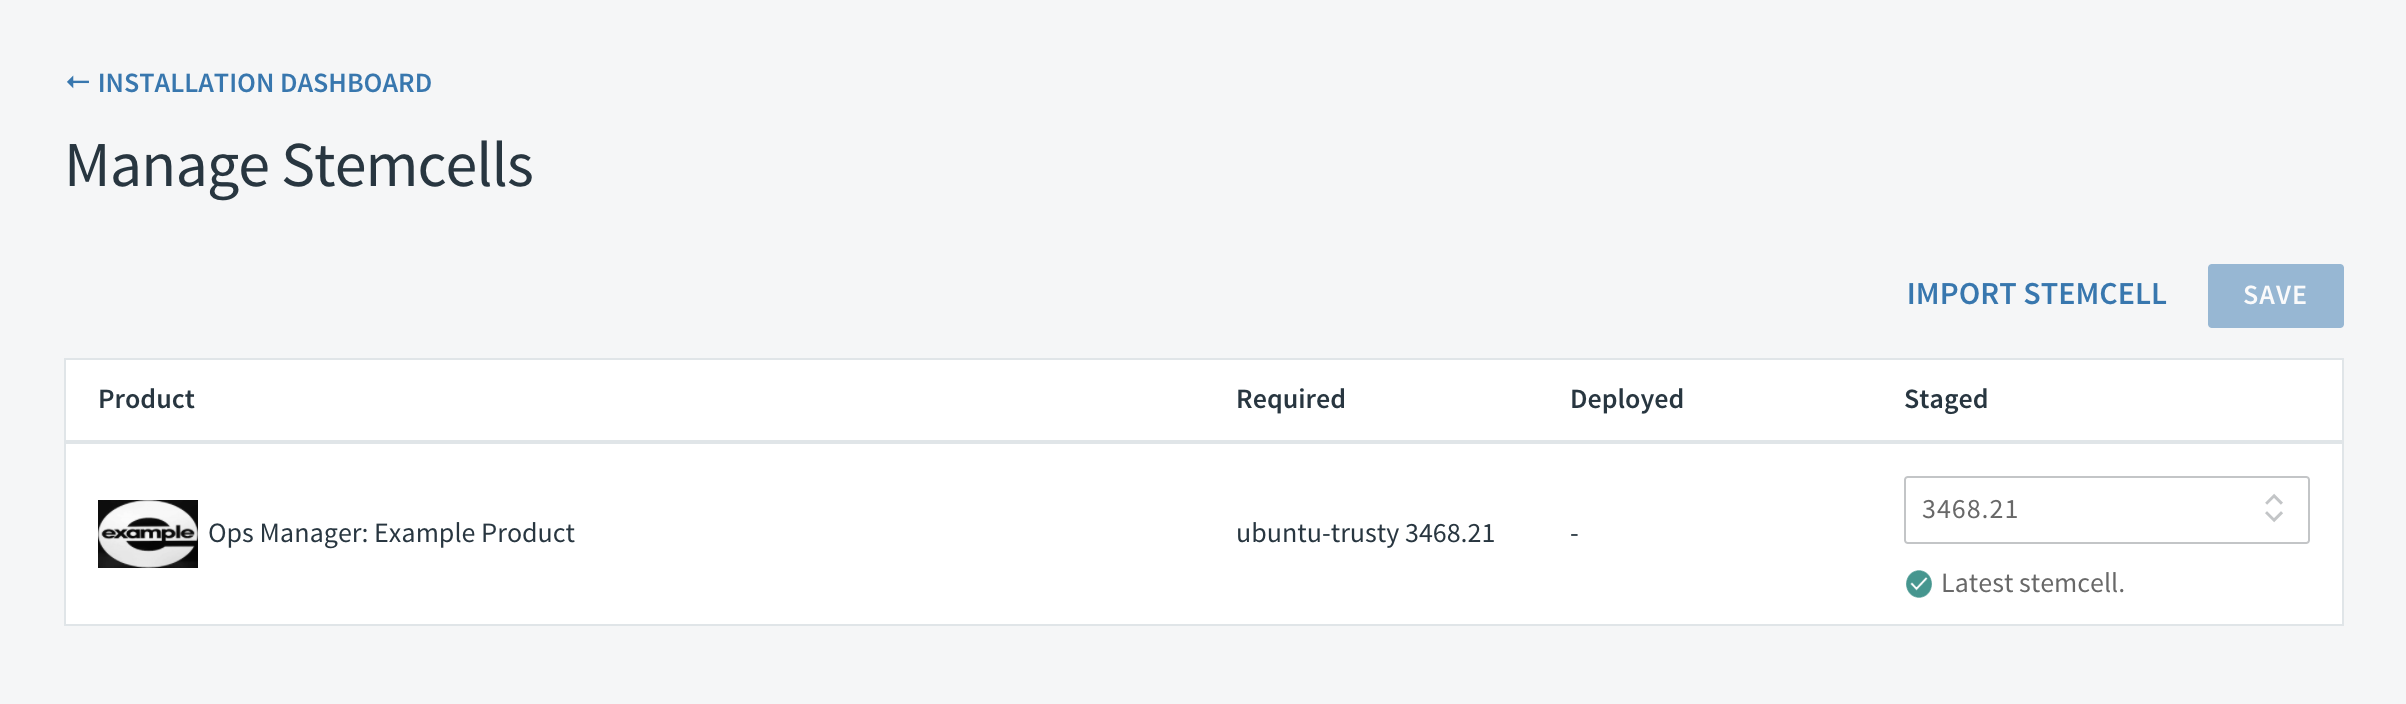 ← INSTALLATION DASHBOARD
Manage Stemcells
IMPORT STEMCELL SAVE
Product Required Deployed Staged
example Ops Manager: Example Product ubuntu-trusty 3468.21 - 3468.21
Latest stemcell.